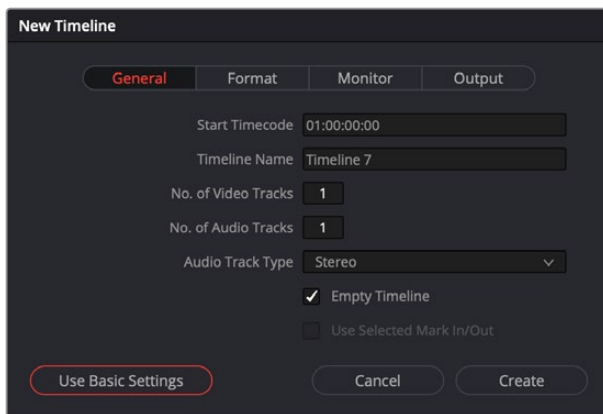 New Timeline
General Format Monitor Output
Start Timecode 01:00:00:00
Timeline Name Timeline 7
No. of Video Tracks 1
No. of Audio Tracks 1
Audio Track Type Stereo
Empty Timeline
Use Selected Mark In/Out
Use Basic Settings Cancel Create